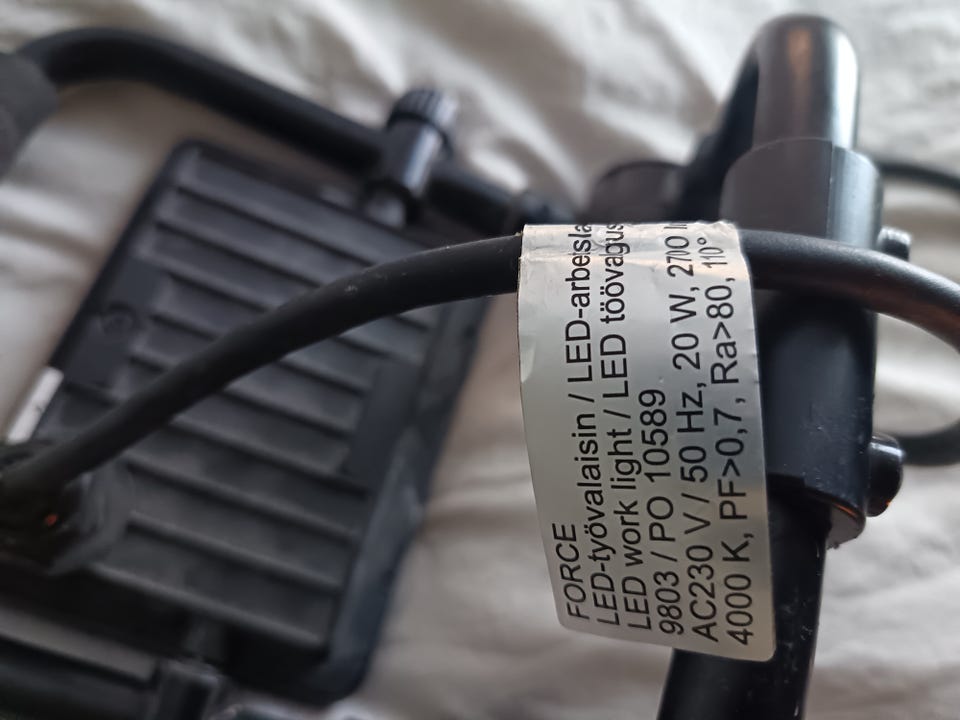 FORCE
LED-työvalaisin / LED-arbeisla
LED work light / LED töövagus
9803 / PO 10589
AC230 V / 50 Hz, 20 W, 2700 l
4000 K, PF>0,7, Ra>80, 110°